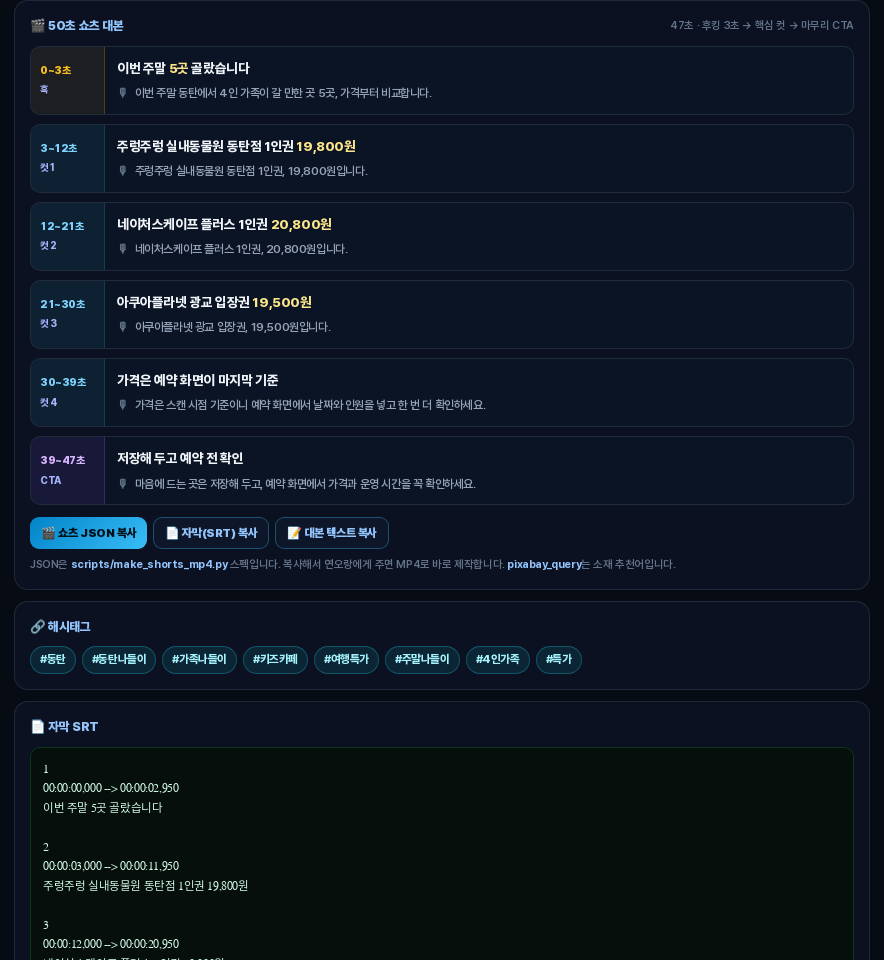 🎬 50초 쇼츠 대본
47초 · 후킹 3초 → 핵심 컷 → 마무리 CTA
0~3초
훅
이번 주말 5곳 골랐습니다
🎙 이번 주말 동탄에서 4인 가족이 갈 만한 곳 5곳, 가격부터 비교합니다.
3~12초
컷 1
주렁주렁 실내동물원 동탄점 1인권 19,800원
🎙 주렁주렁 실내동물원 동탄점 1인권, 19,800원입니다.
12~21초
컷 2
네이처스케이프 플러스 1인권 20,800원
🎙 네이처스케이프 플러스 1인권, 20,800원입니다.
21~30초
컷 3
아쿠아플라넷 광교 입장권 19,500원
🎙 아쿠아플라넷 광교 입장권, 19,500원입니다.
30~39초
컷 4
가격은 예약 화면이 마지막 기준
🎙 가격은 스캔 시점 기준이니 예약 화면에서 날짜와 인원을 넣고 한 번 더 확인하세요.
39~47초
CTA
저장해 두고 예약 전 확인
🎙 마음에 드는 곳은 저장해 두고, 예약 화면에서 가격과 운영 시간을 꼭 확인하세요.
🎬 쇼츠 JSON 복사
📄 자막(SRT) 복사
📝 대본 텍스트 복사
JSON은 scripts/make_shorts_mp4.py 스펙입니다. 복사해서 연오랑에게 주면 MP4로 바로 제작합니다. pixabay_query는 소재 추천어입니다.
🔗 해시태그
#동탄 #동탄나들이 #가족나들이 #키즈카페 #여행특가 #주말나들이 #4인가족 #특가
📄 자막 SRT
1
00:00:00,000 --> 00:00:02,950
이번 주말 5곳 골랐습니다
2
00:00:03,000 --> 00:00:11,950
주렁주렁 실내동물원 동탄점 1인권 19,800원
3
00:00:12,000 --> 00:00:20,950